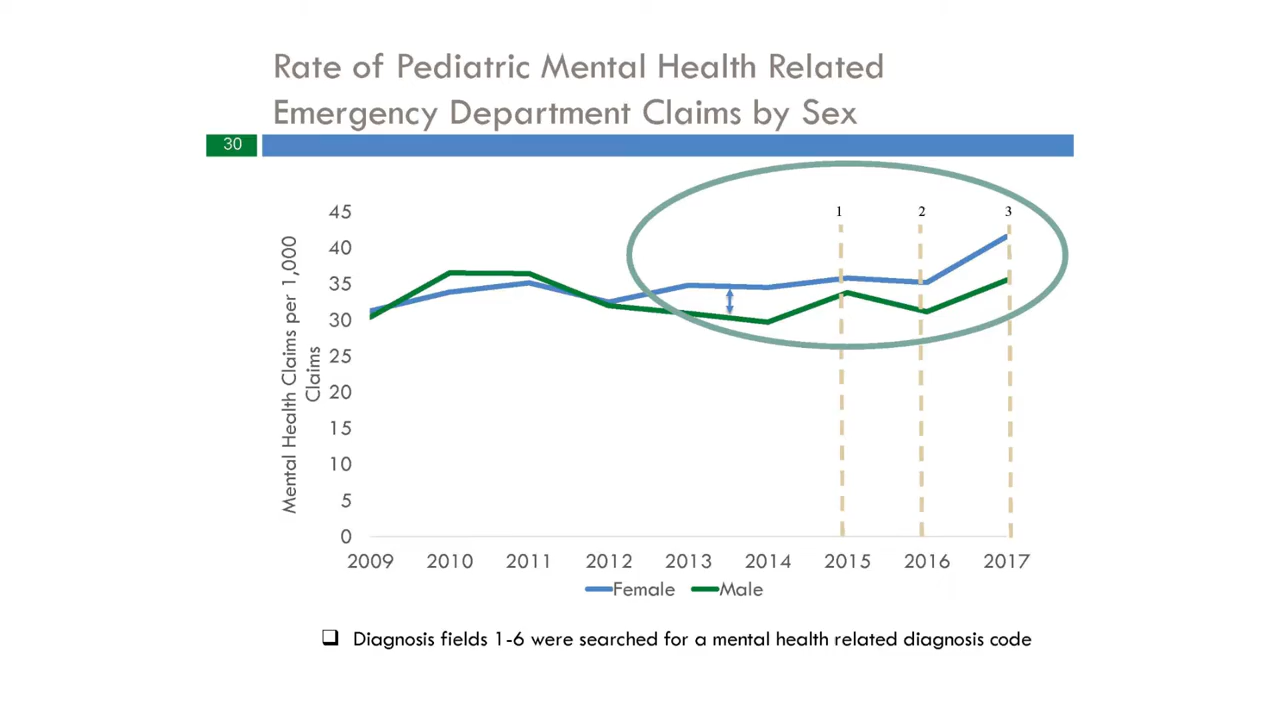 Rate of Pediatric Mental Health Related
Emergency Department Claims by Sex
30
1
2
3
45
40
35
30
25
20
15
10
5
0
Mental Health Claims per 1,000
Claims
2009 2010 2011 2012 2013 2014 2015 2016 2017
Female Male
❑ Diagnosis fields 1-6 were searched for a mental health related diagnosis code